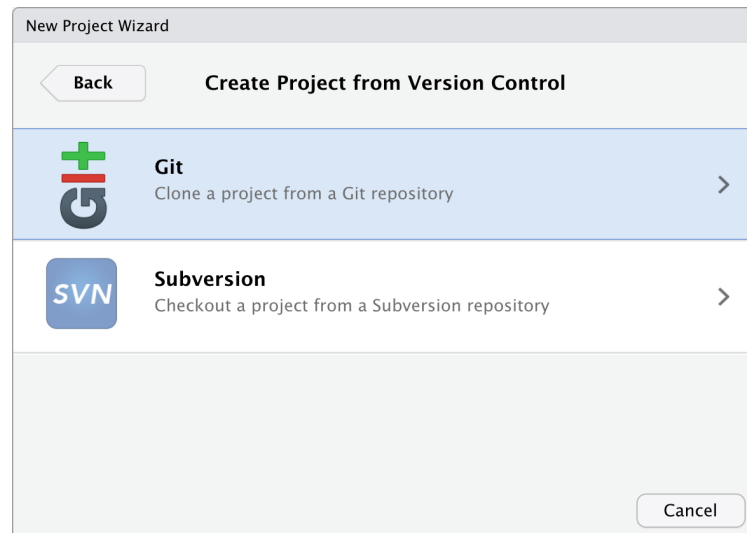 New Project Wizard
Back
Create Project from Version Control
Git
Git
Clone a project from a Git repository
SVN
Subversion
Checkout a project from a Subversion repository
Cancel